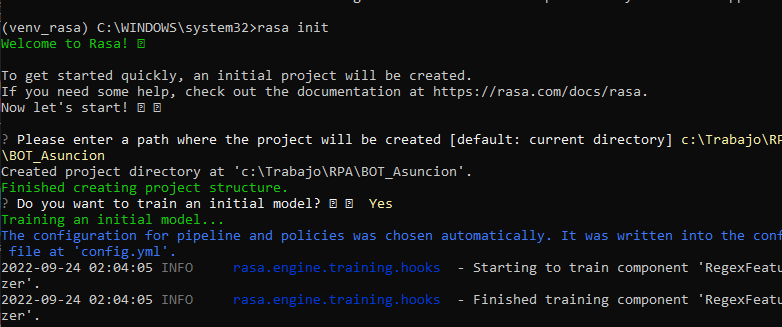 (venv_rasa) C:\WINDOWS\system32>rasa init
Welcome to Rasa!
To get started quickly, an initial project will be created.
If you need some help, check out the documentation at https://rasa.com/docs/rasa.
Now let's start!
? Please enter a path where the project will be created [default: current directory] c:\Trabajo\RP
\BOT_Asuncion
Created project directory at 'c:\Trabajo\RPA\BOT_Asuncion'.
Finished creating project structure.
? Do you want to train an initial model? Yes
Training an initial model...
The configuration for pipeline and policies was chosen automatically. It was written into the conf
file at 'config.yml'.
2022-09-24 02:04:05 INFO rasa.engine.training.hooks - Starting to train component 'RegexFeatu
zer'.
2022-09-24 02:04:05 INFO rasa.engine.training.hooks - Finished training component 'RegexFeatu
zer'.